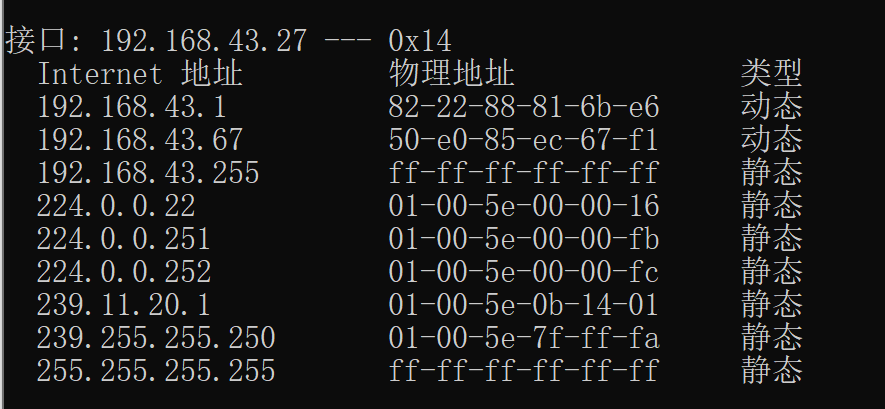 接口: 192.168.43.27 --- 0x14
Internet 地址 物理地址 类型
192.168.43.1 82-22-88-81-6b-e6 动态
192.168.43.67 50-e0-85-ec-67-f1 动态
192.168.43.255 ff-ff-ff-ff-ff-ff 静态
224.0.0.22 01-00-5e-00-00-16 静态
224.0.0.251 01-00-5e-00-00-fb 静态
224.0.0.252 01-00-5e-00-00-fc 静态
239.11.20.1 01-00-5e-0b-14-01 静态
239.255.255.250 01-00-5e-7f-ff-fa 静态
255.255.255.255 ff-ff-ff-ff-ff-ff 静态